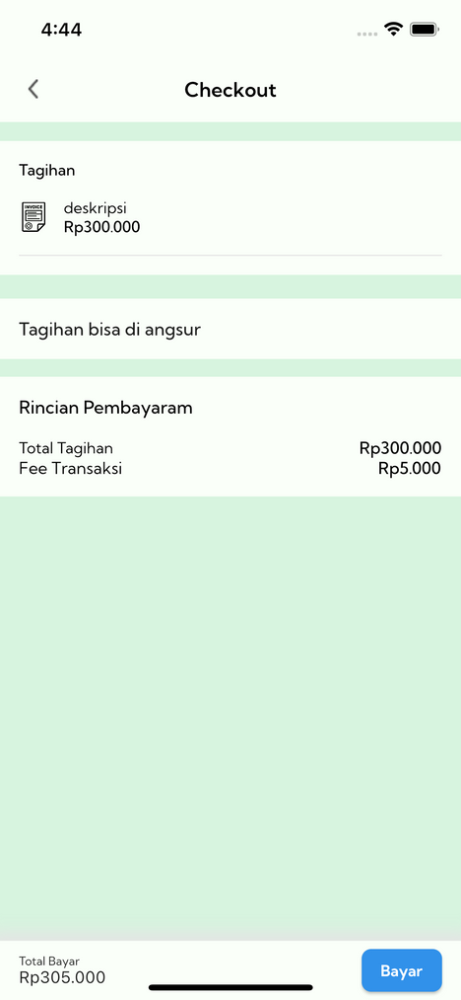 4:44
Checkout
Tagihan
INVOICE
deskripsi
Rp300.000
Tagihan bisa di angsur
Rincian Pembayaram
Total Tagihan Rp300.000
Fee Transaksi Rp5.000
Total Bayar
Rp305.000
Bayar